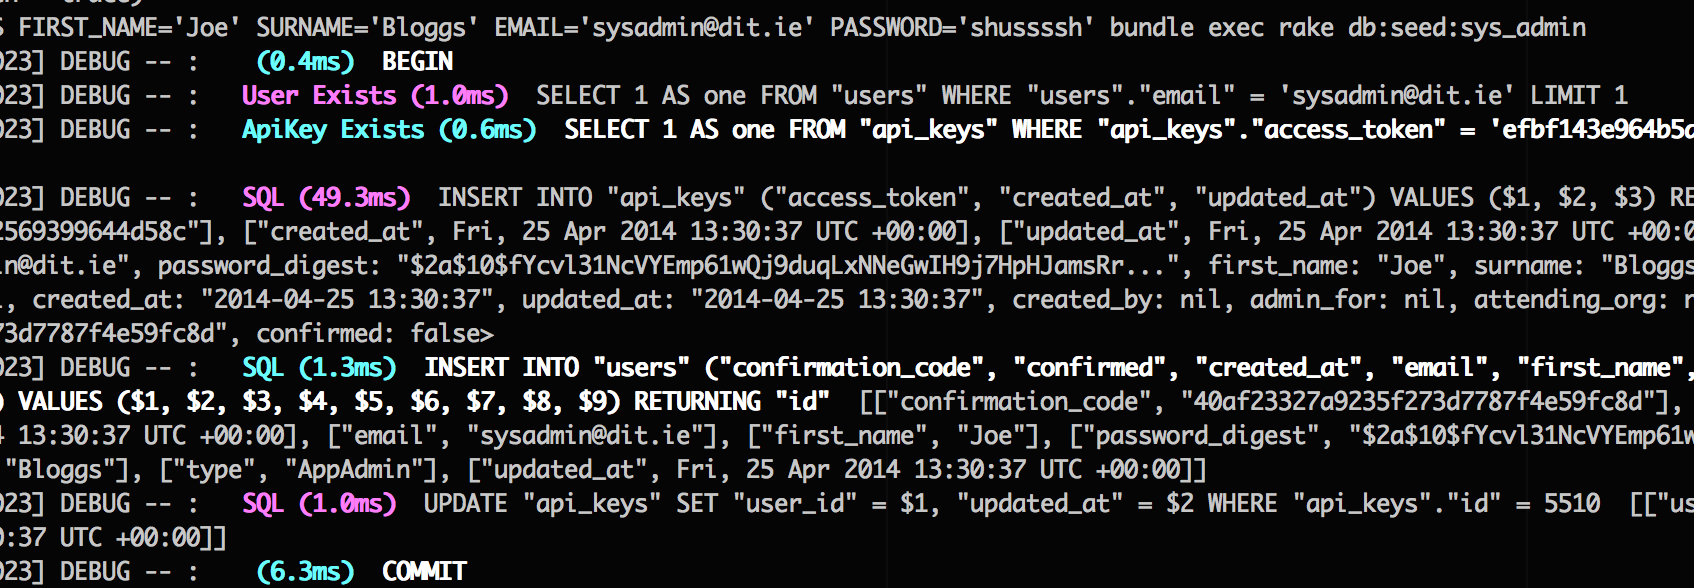 FIRST_NAME='Joe' SURNAME='Bloggs' EMAIL='sysadmin@dit.ie' PASSWORD='shussssh' bundle exec rake db:seed:sys_admin
023] DEBUG -- : (0.4ms) BEGIN
023] DEBUG -- : User Exists (1.0ms) SELECT 1 AS one FROM "users" WHERE "users"."email" = 'sysadmin@dit.ie' LIMIT 1
023] DEBUG -- : ApiKey Exists (0.6ms) SELECT 1 AS one FROM "api_keys" WHERE "api_keys"."access_token" = 'efbf143e964b5
023] DEBUG -- : SQL (49.3ms) INSERT INTO "api_keys" ("access_token", "created_at", "updated_at") VALUES ($1, $2, $3) RE
2569399644d58c"], ["created_at", Fri, 25 Apr 2014 13:30:37 UTC +00:00], ["updated_at", Fri, 25 Apr 2014 13:30:37 UTC +00:0
n@dit.ie", password_digest: "$2a$10$fYcvl31NcVYEmp61wQj9duqLxNNeGwIH9j7HpHJamsRr...", first_name: "Joe", surname: "Bloggs
, created_at: "2014-04-25 13:30:37", updated_at: "2014-04-25 13:30:37", created_by: nil, admin_for: nil, attending_org:
73d7787f4e59fc8d", confirmed: false>
023] DEBUG -- : SQL (1.3ms) INSERT INTO "users" ("confirmation_code", "confirmed", "created_at", "email", "first_name",
) VALUES ($1, $2, $3, $4, $5, $6, $7, $8, $9) RETURNING "id" [["confirmation_code", "40af23327a9235f273d7787f4e59fc8d"],
13:30:37 UTC +00:00], ["email", "sysadmin@dit.ie"], ["first_name", "Joe"], ["password_digest", "$2a$10$fYcvl31NcVYEmp61w
"Bloggs"], ["type", "AppAdmin"], ["updated_at", Fri, 25 Apr 2014 13:30:37 UTC +00:00]]
023] DEBUG -- : SQL (1.0ms) UPDATE "api_keys" SET "user_id" = $1, "updated_at" = $2 WHERE "api_keys"."id" = 5510 [["us
0:37 UTC +00:00]]
023] DEBUG -- : (6.3ms) COMMIT